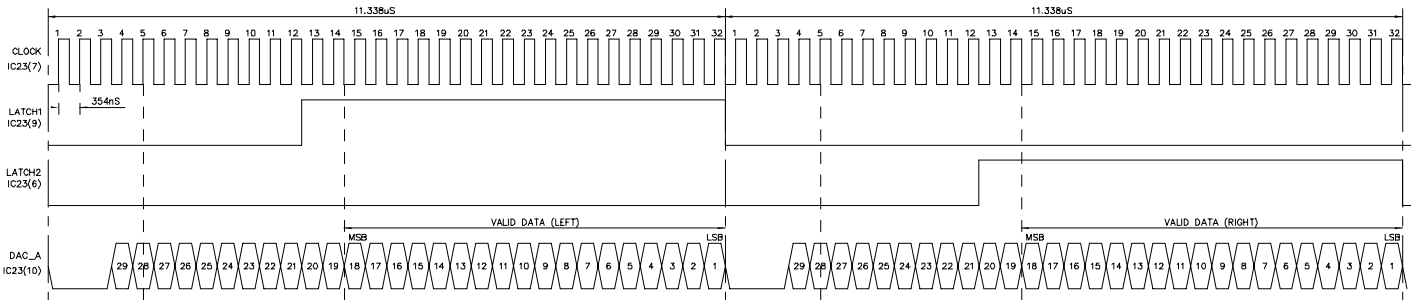 11.338uS 11.338uS
1 2 3 4 5 6 7 8 9 10 11 12 13 14 15 16 17 18 19 20 21 22 23 24 25 26 27 28 29 30 31 32 1 2 3 4 5 6 7 8 9 10 11 12 13 14 15 16 17 18 19 20 21 22 23 24 25 26 27 28 29 30 31 32
CLOCK
IC23(7)
354nS
LATCH1
IC23(9)
LATCH2
IC23(6)
VALID DATA (LEFT) VALID DATA (RIGHT)
MSB LSB MSB LSB
DAC_A
IC23(10)
29 28 27 26 25 24 23 22 21 20 19 18 17 16 15 14 13 12 11 10 9 8 7 6 5 4 3 2 1 29 28 27 26 25 24 23 22 21 20 19 18 17 16 15 14 13 12 11 10 9 8 7 6 5 4 3 2 1